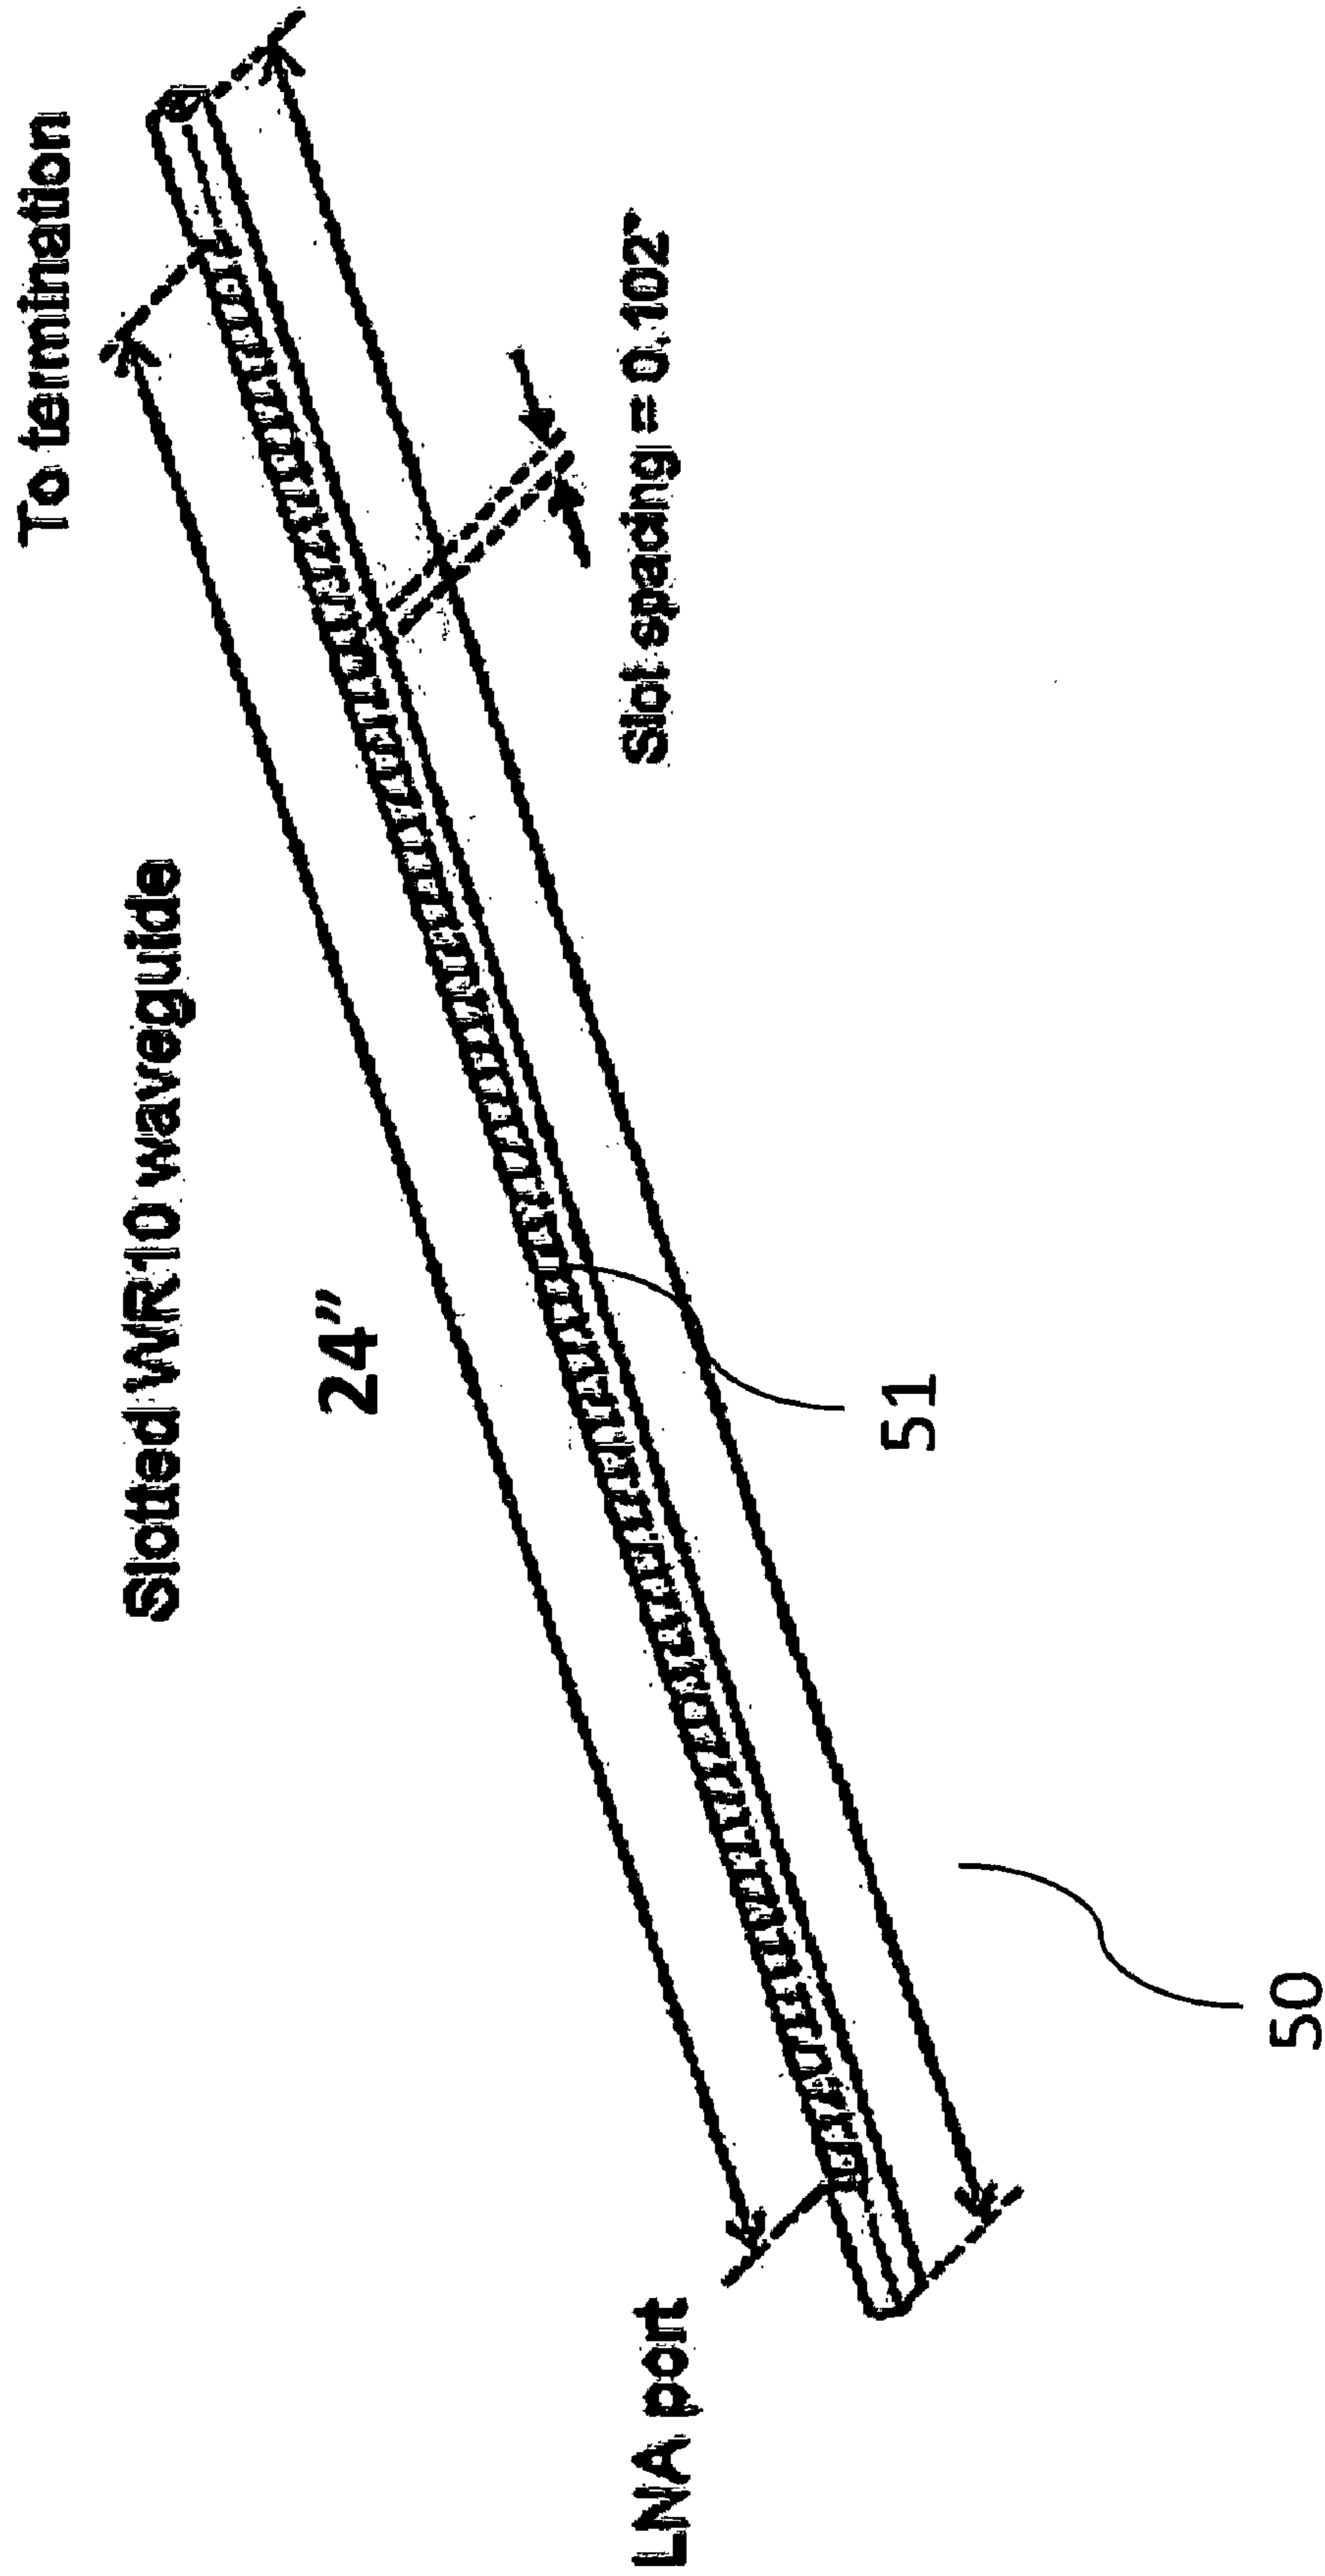 Slotted WR10 waveguide
To termination
24”
LNA port
Slot spacing = 0.102"
51
50